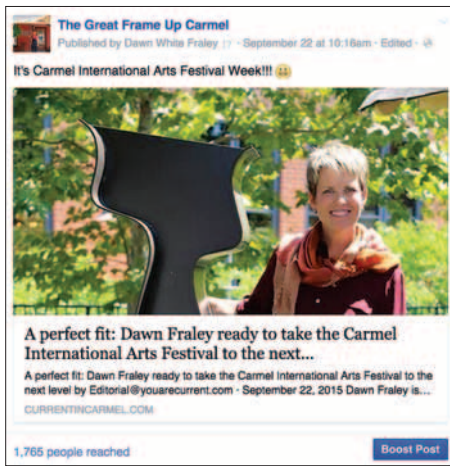 The Great Frame Up Carmel
Published by Dawn White Fraley · September 22 at 10:16am · Edited ·
It's Carmel International Arts Festival Week!!!
A perfect fit: Dawn Fraley ready to take the Carmel
International Arts Festival to the next...
A perfect fit: Dawn Fraley ready to take the Carmel International Arts Festival to the
next level by Editorial@youarecurrent.com · September 22, 2015 Dawn Fraley is...
CURRENTINCARMEL.COM
1,765 people reached
Boost Post